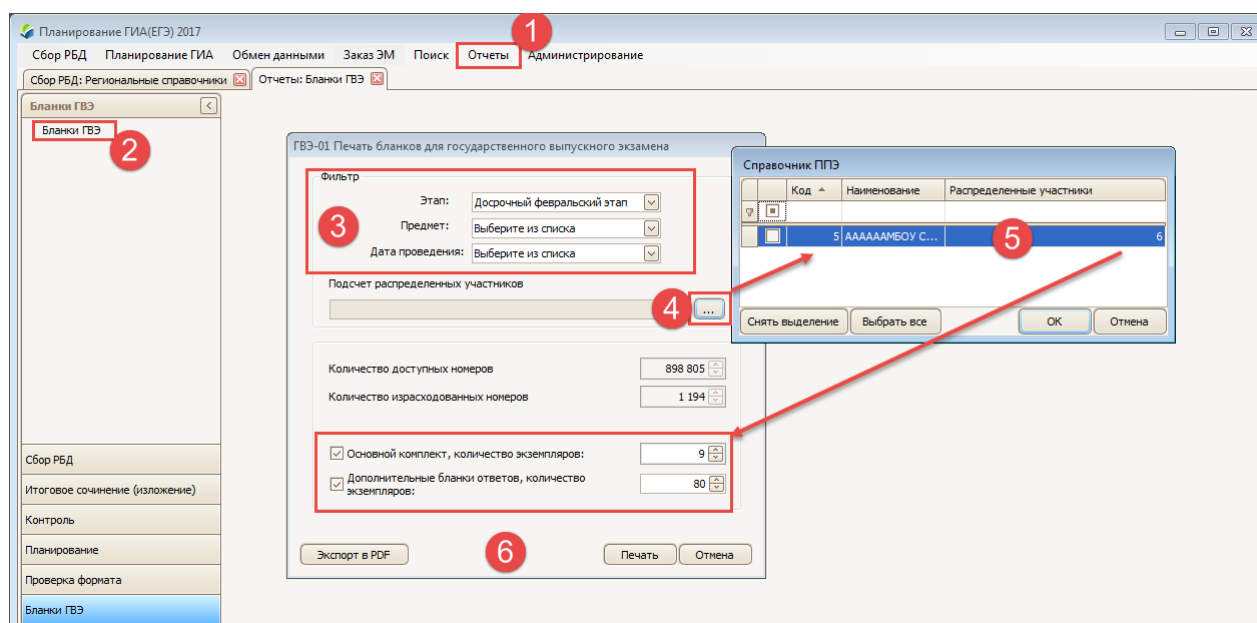 Планирование ГИА(ЕГЭ) 2017
1
Сбор РБД Планирование ГИА Обмен данными Заказ ЭМ Поиск Отчеты Администрирование
Сбор РБД: Региональные справочники Отчеты: Бланки ГВЭ
Бланки ГВЭ
Бланки ГВЭ
2
ГВЭ-01 Печать бланков для государственного выпускного экзамена
Фильтр
Этап: Досрочный февральский этап
3
Предмет: Выберите из списка
Дата проведения: Выберите из списка
Подсчет распределенных участников
4
...
Справочник ППЭ
Код Наименование Распределенные участники
5 АААААAМБОУ С... 6
5
Снять выделение Выбрать все ОК Отмена
Количество доступных номеров 898 805
Количество израсходованных номеров 1 194
Основной комплект, количество экземпляров: 9
Дополнительные бланки ответов, количество
экземпляров: 80
6
Экспорт в PDF Печать Отмена
Сбор РБД
Итоговое сочинение (изложение)
Контроль
Планирование
Проверка формата
Бланки ГВЭ